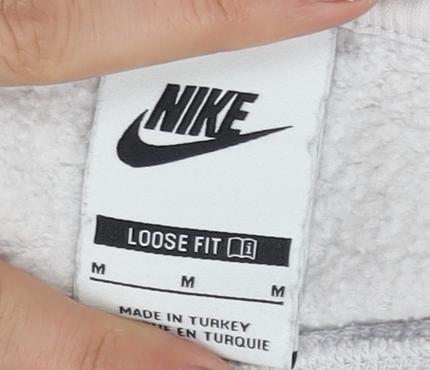 NIKE
LOOSE FIT
M M M
MADE IN TURKEY
EN TURQUIE